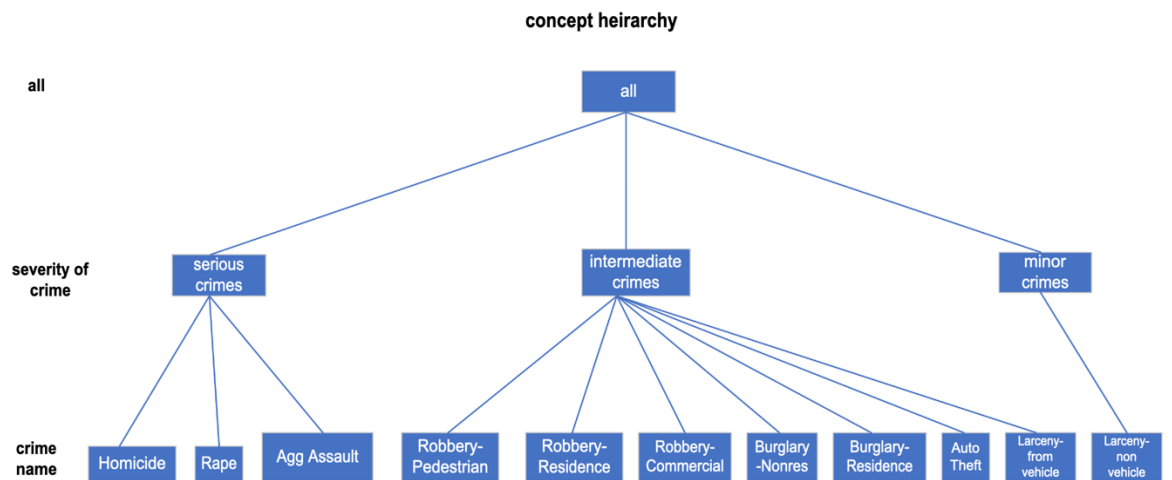 concept heirarchy
all
all
severity of
crime
serious
crimes
intermediate
crimes
minor
crimes
crime
name
Homicide
Rape
Agg Assault
Robbery-
Pedestrian
Robbery-
Residence
Robbery-
Commercial
Burglary
-Nonres
Burglary-
Residence
Auto
Theft
Larceny-
from
vehicle
Larceny-
non
vehicle